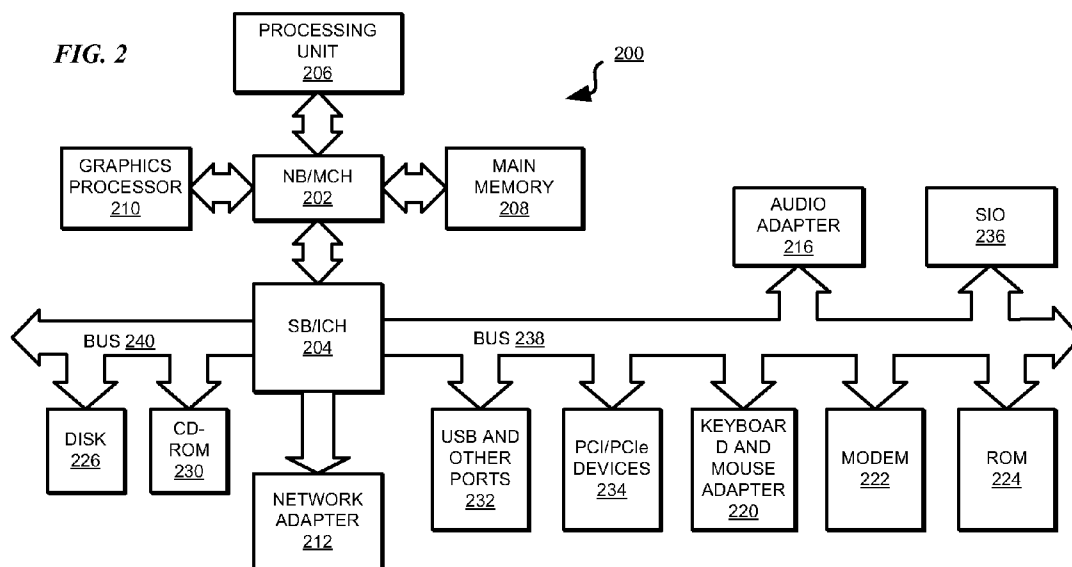 FIG. 2
PROCESSING
UNIT
206
200
GRAPHICS
PROCESSOR
210
NB/MCH
202
MAIN
MEMORY
208
AUDIO
ADAPTER
216
SIO
236
SB/ICH
204
BUS 240
BUS 238
DISK
226
CD-
ROM
230
NETWORK
ADAPTER
212
USB AND
OTHER
PORTS
232
PCI/PCIe
DEVICES
234
KEYBOAR
D AND
MOUSE
ADAPTER
220
MODEM
222
ROM
224